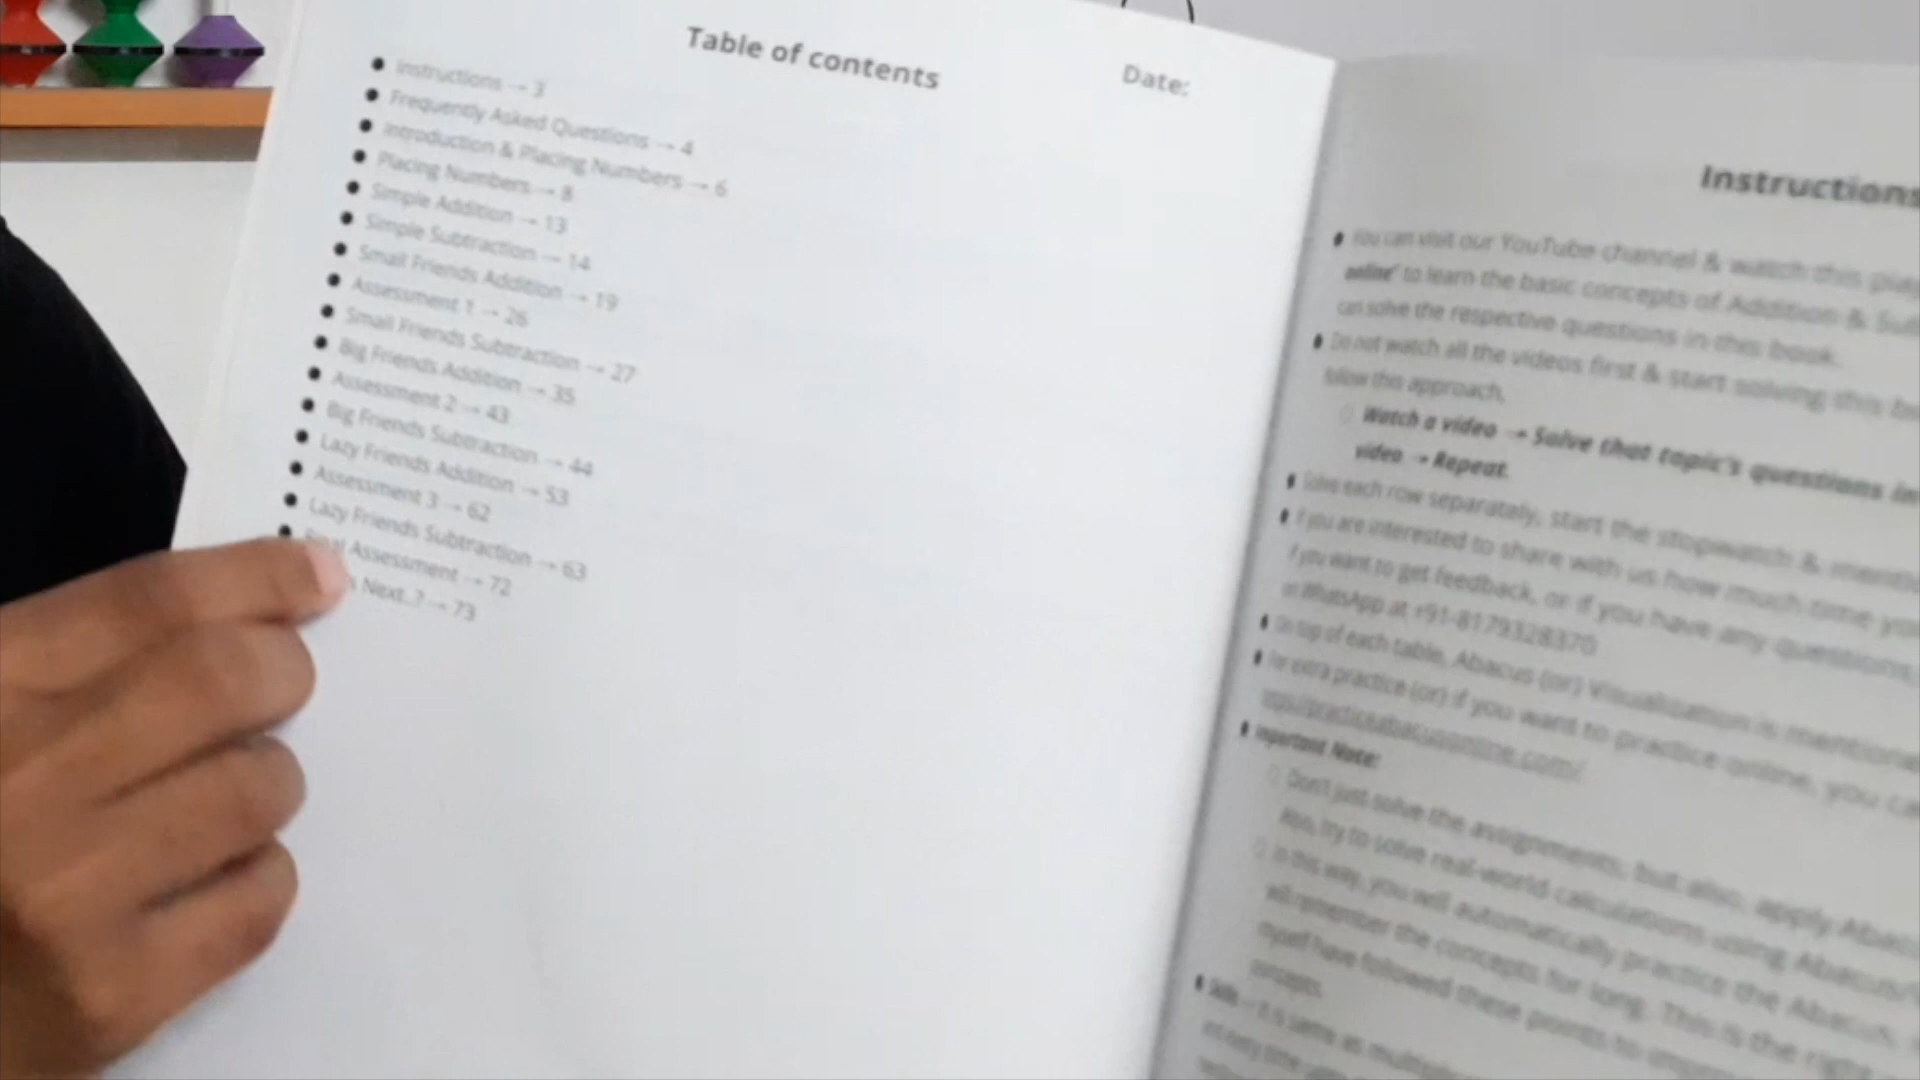 Table of contents
Date:
Instructions → 3
Frequently Asked Questions → 4
Introduction & Placing Numbers → 6
Placing Numbers → 8
Simple Addition → 13
Simple Subtraction → 14
Small Friends Addition → 19
Assessment 1 → 26
Small Friends Subtraction → 27
Big Friends Addition → 35
Assessment 2 → 43
Big Friends Subtraction → 44
Lazy Friends Addition → 53
Assessment 3 → 62
Lazy Friends Subtraction → 63
Assessment → 72
Next..? → 73
Instructions
You can visit our YouTube channel & watch this
online' to learn the basic concepts of Addition &
can solve the respective questions in this book.
Do not watch all the videos first & start solving this
follow this approach,
Watch a video → Solve that topic's questions in
video → Repeat.
Solve each row separately, start the stopwatch &
If you are interested to share with us how much time
If you want to get feedback, or if you have any questions,
on WhatsApp at +91-8179328370
On top of each table, Abacus (or) Visualisation is mentioned
For extra practice (or) if you want to practice online, you
Important Note:
Don't just solve the assignments, but also, apply
Also, try to solve real-world calculations using
In this way, you will automatically practice the Abacus,
will remember the concepts for long. This is the right
myself have followed these points to
concepts.
it is same as